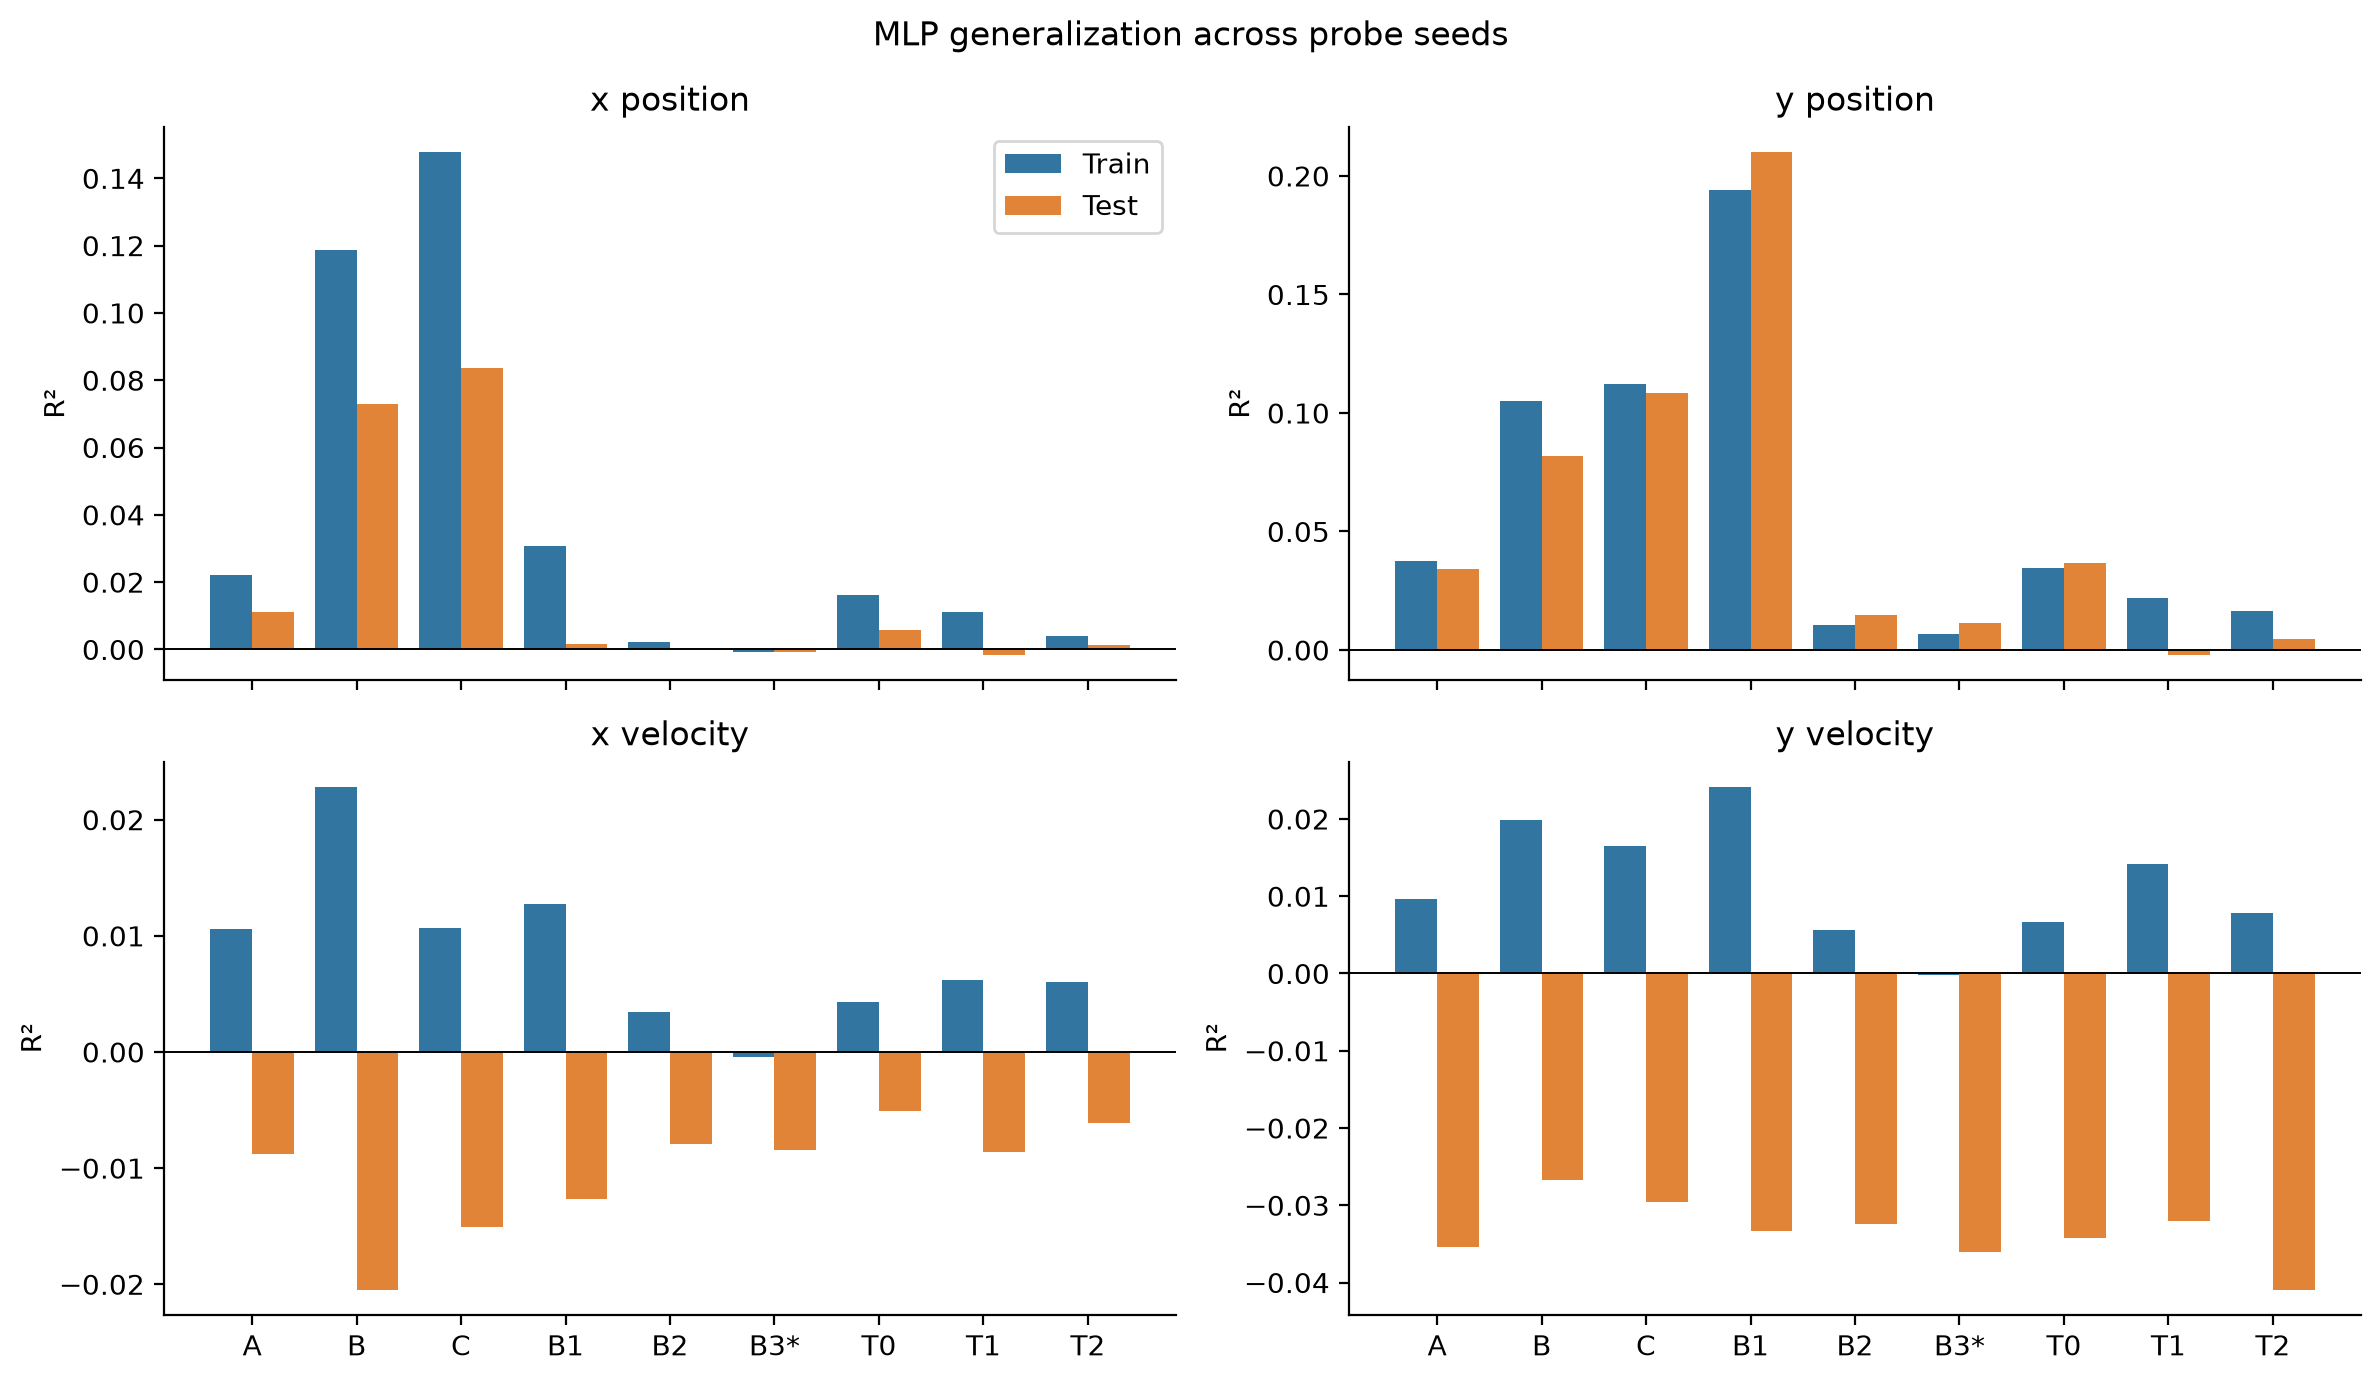 MLP generalization across probe seeds
x position
R²
0.14
0.12
0.10
0.08
0.06
0.04
0.02
0.00
Train
Test
y position
R²
0.20
0.15
0.10
0.05
0.00
x velocity
R²
0.02
0.01
0.00
−0.01
−0.02
A B C B1 B2 B3* T0 T1 T2
y velocity
R²
0.02
0.01
0.00
−0.01
−0.02
−0.03
−0.04
A B C B1 B2 B3* T0 T1 T2